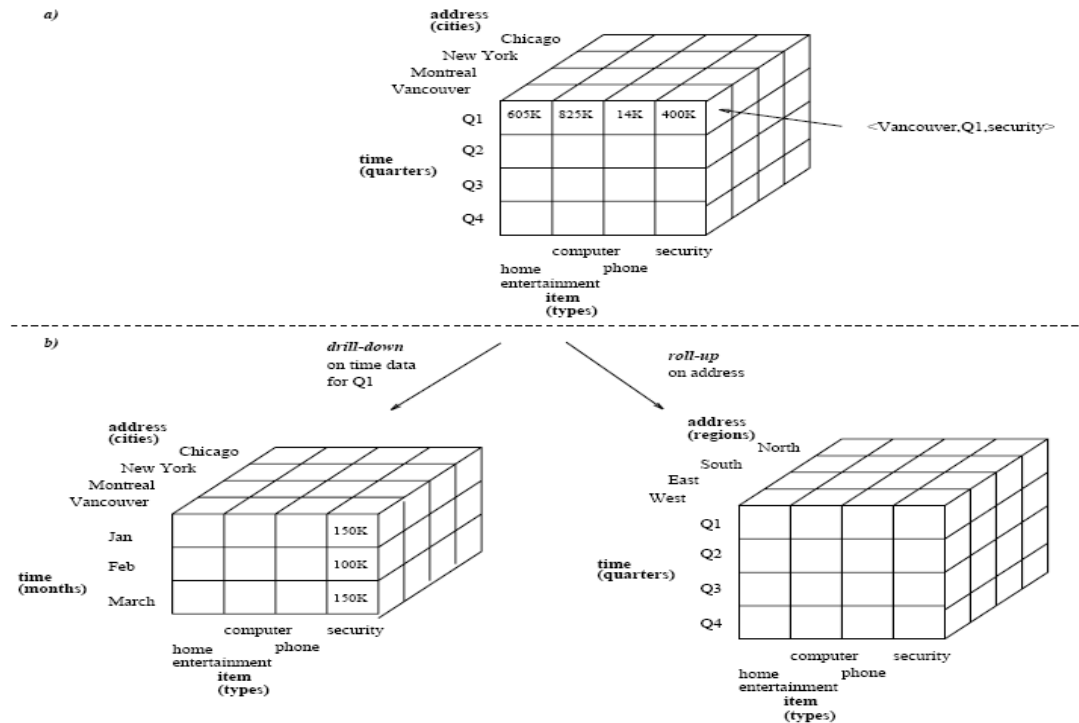 a)
address
(cities)
Chicago
New York
Montreal
Vancouver
Q1
605K 825K 14K 400K
<Vancouver,Q1,security>
Q2
time
(quarters)
Q3
Q4
computer security
home phone
entertainment
item
(types)
b)
drill-down
on time data
for Q1
roll-up
on address
address
(cities)
Chicago
New York
Montreal
Vancouver
Jan 150K
Feb 100K
time
(months)
March 150K
computer security
home phone
entertainment
item
(types)
address
(regions)
North
South
East
West
Q1
Q2
time
(quarters)
Q3
Q4
computer security
home phone
entertainment
item
(types)